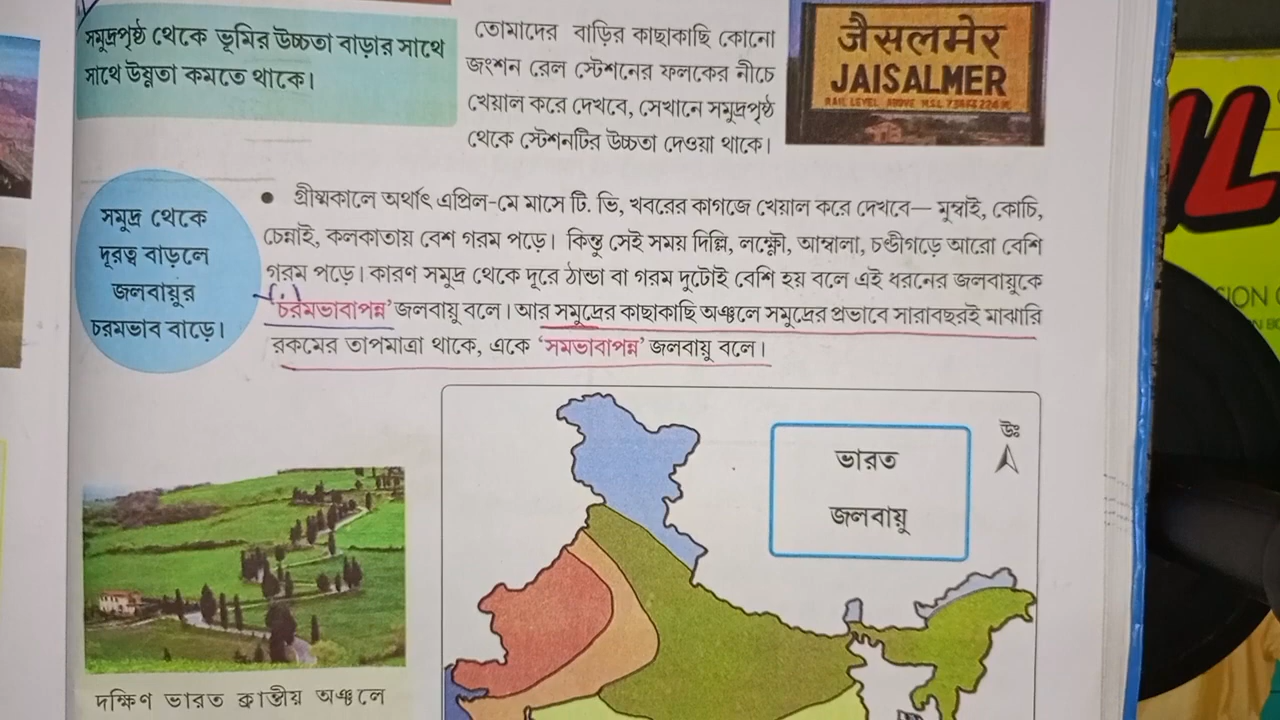 সমুদ্রপৃষ্ঠ থেকে ভূমির উচ্চতা বাড়ার সাথে
সাথে উষ্ণতা কমতে থাকে।
তোমাদের বাড়ির কাছাকাছি কোনো
জংশন রেল স্টেশনের ফলকের নীচে
খেয়াল করে দেখবে, সেখানে সমুদ্রপৃষ্ঠ
থেকে স্টেশনটির উচ্চতা দেওয়া থাকে।
जैसलमेर
JAISALMER
সমুদ্র থেকে
দূরত্ব বাড়লে
জলবায়ুর
চরমভাব বাড়ে।
● গ্রীষ্মকালে অর্থাৎ এপ্রিল-মে মাসে টি. ভি, খবরের কাগজে খেয়াল করে দেখবে— মুম্বাই, কোচি,
চেন্নাই, কলকাতায় বেশ গরম পড়ে। কিন্তু সেই সময় দিল্লি, লক্ষ্ণৌ, আম্বালা, চণ্ডীগড়ে আরো বেশি
গরম পড়ে। কারণ সমুদ্র থেকে দূরে ঠান্ডা বা গরম দুটোই বেশি হয় বলে এই ধরনের জলবায়ুকে
'চরমভাবাপন্ন' জলবায়ু বলে। আর সমুদ্রের কাছাকাছি অঞ্চলে সমুদ্রের প্রভাবে সারাবছরই মাঝারি
রকমের তাপমাত্রা থাকে, একে 'সমভাবাপন্ন' জলবায়ু বলে।
উঃ
ভারত
জলবায়ু
দক্ষিণ ভারত ক্রান্তীয় অঞ্চলে